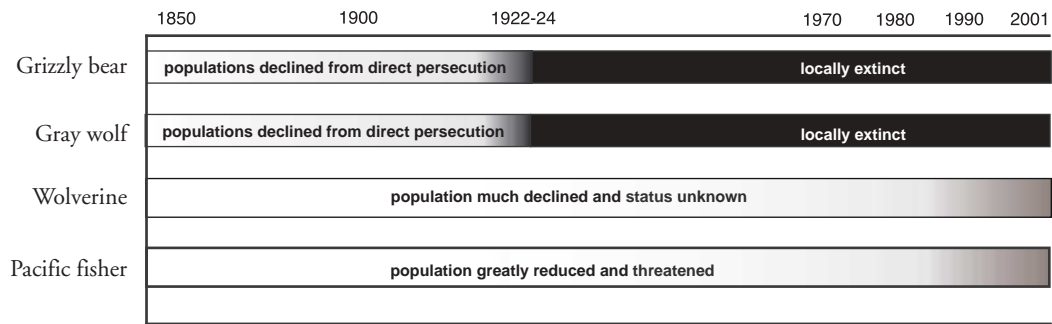 1850 1900 1922-24 1970 1980 1990 2001
Grizzly bear populations declined from direct persecution locally extinct
Gray wolf populations declined from direct persecution locally extinct
Wolverine population much declined and status unknown
Pacific fisher population greatly reduced and threatened